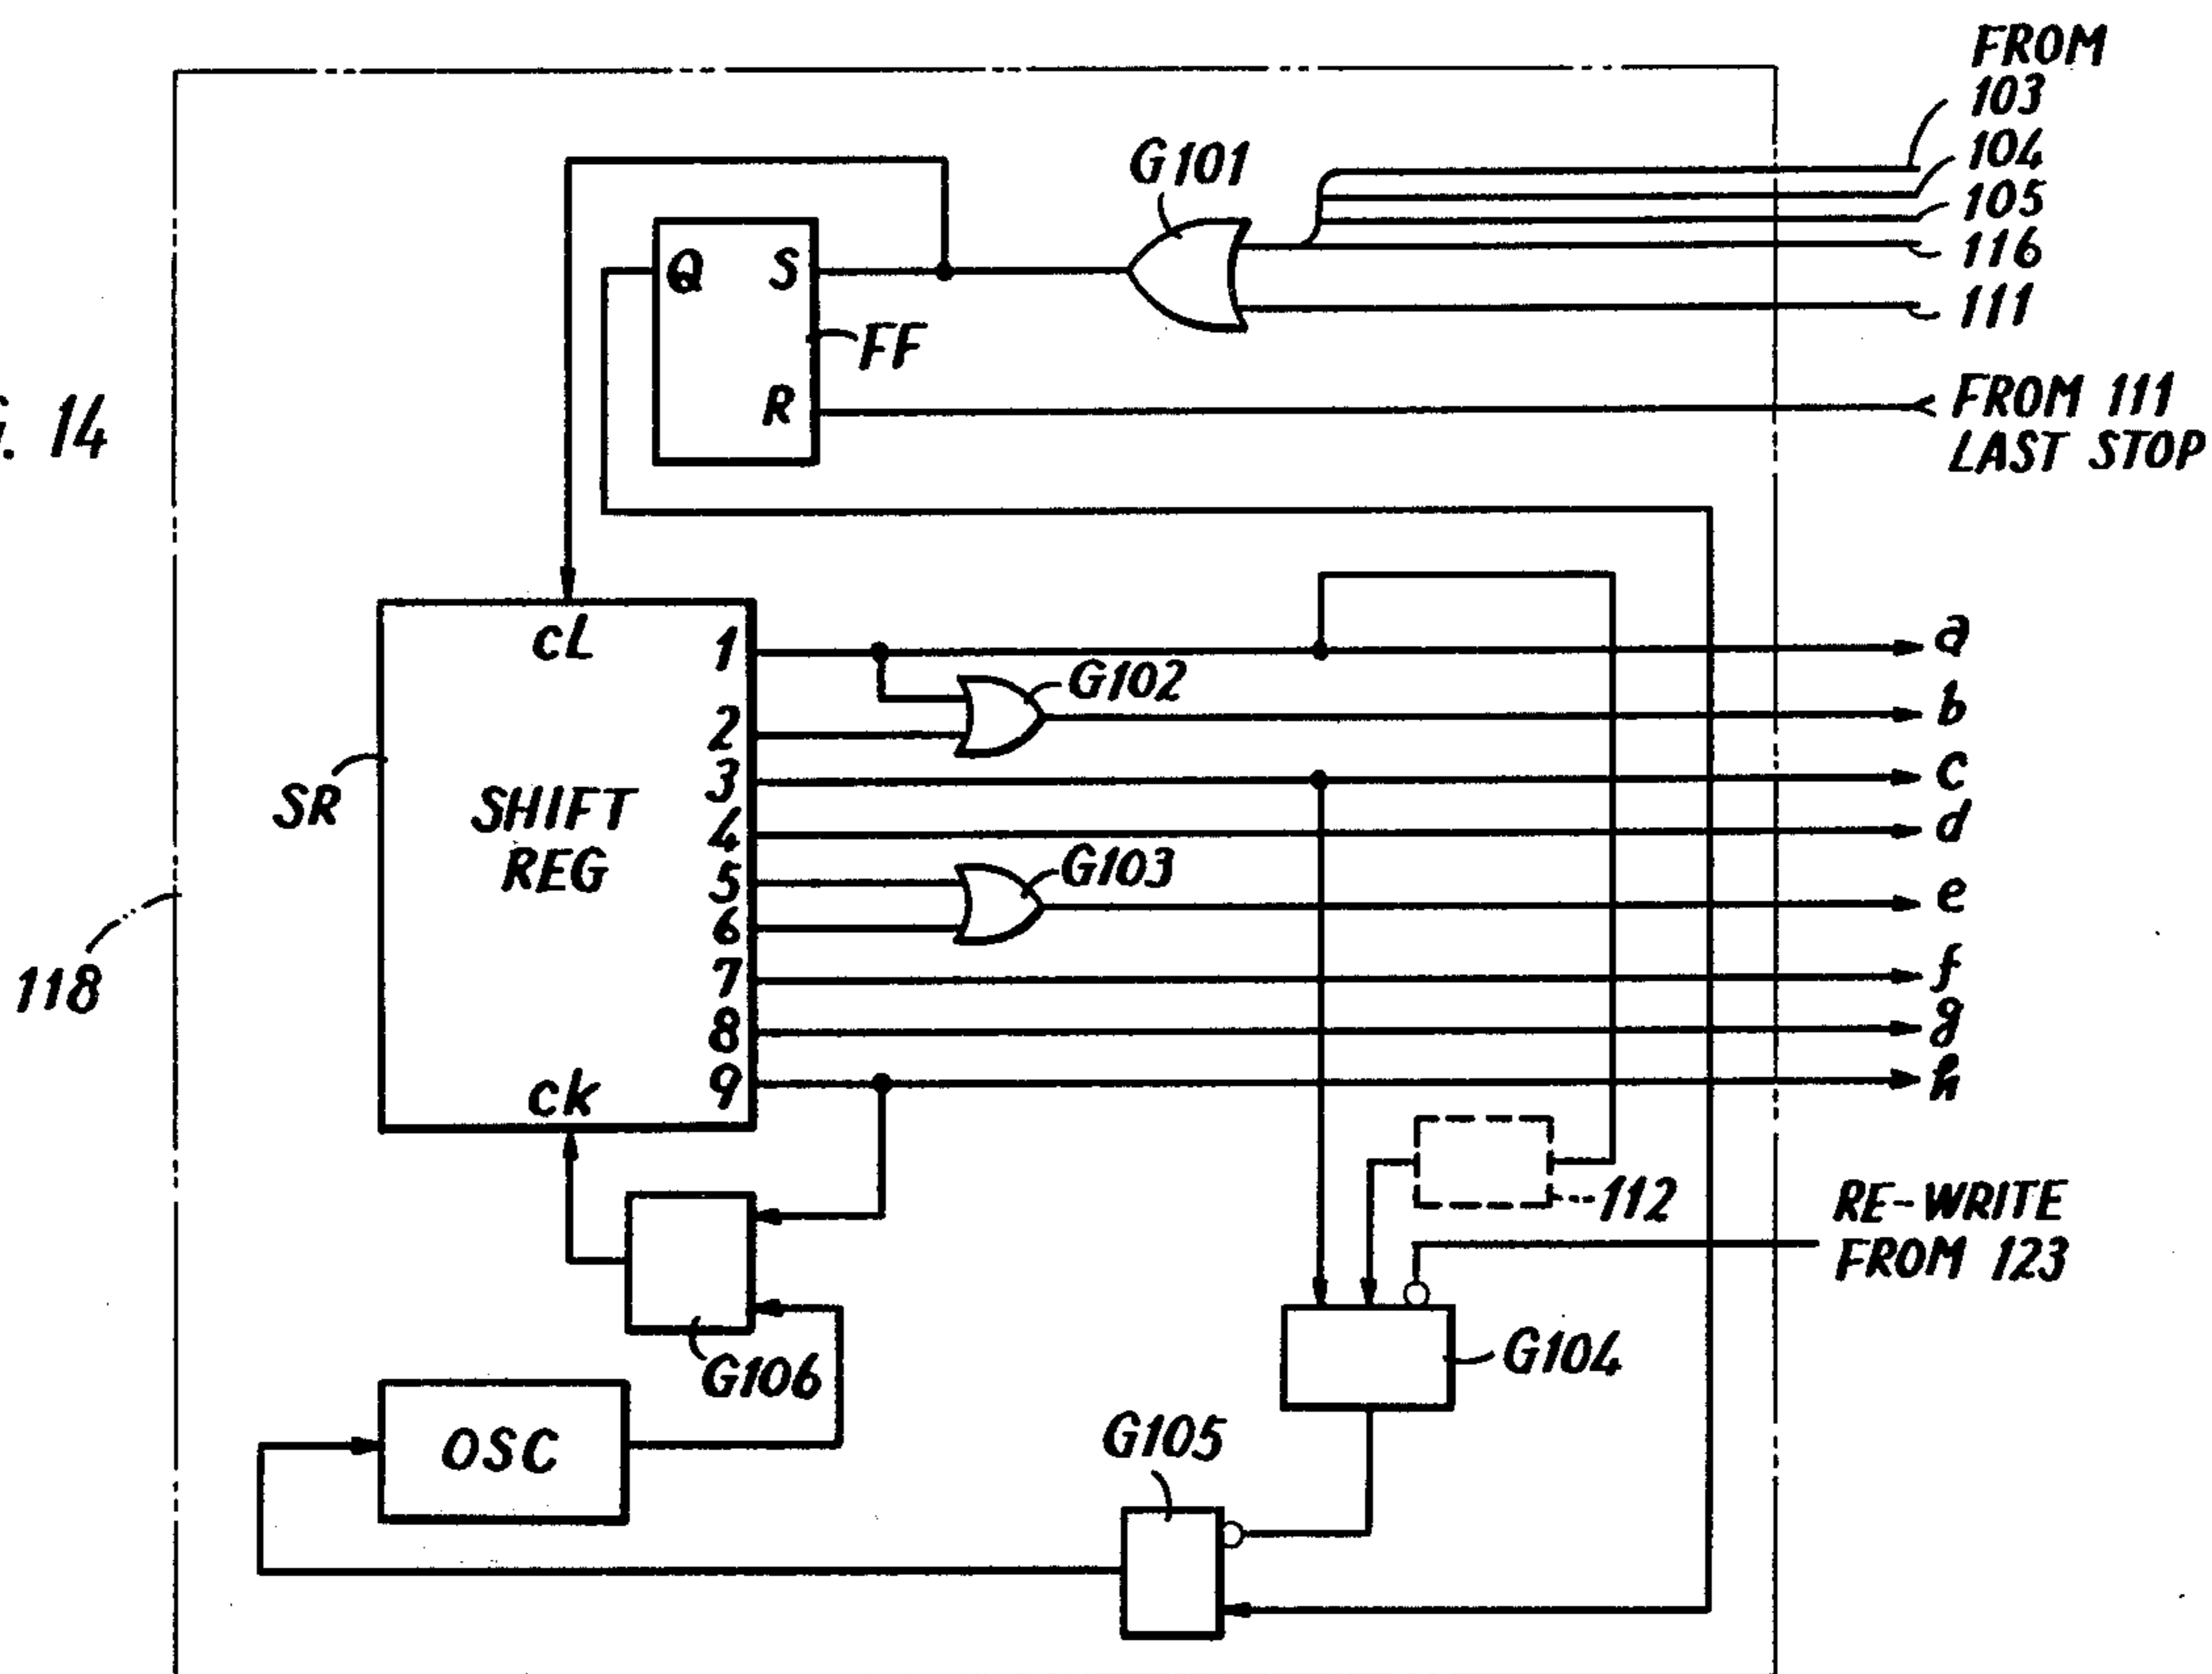 FROM
103
104
105
116
111
G101
Q S
FF
R
FROM 111
LAST STOP
G. 14
cL
1
a
G102
2
b
3
c
SR
SHIFT
REG
4
d
G103
5
e
6
118
7
f
8
g
9
h
ck
112
RE-WRITE
FROM 123
G106
G104
OSC
G105